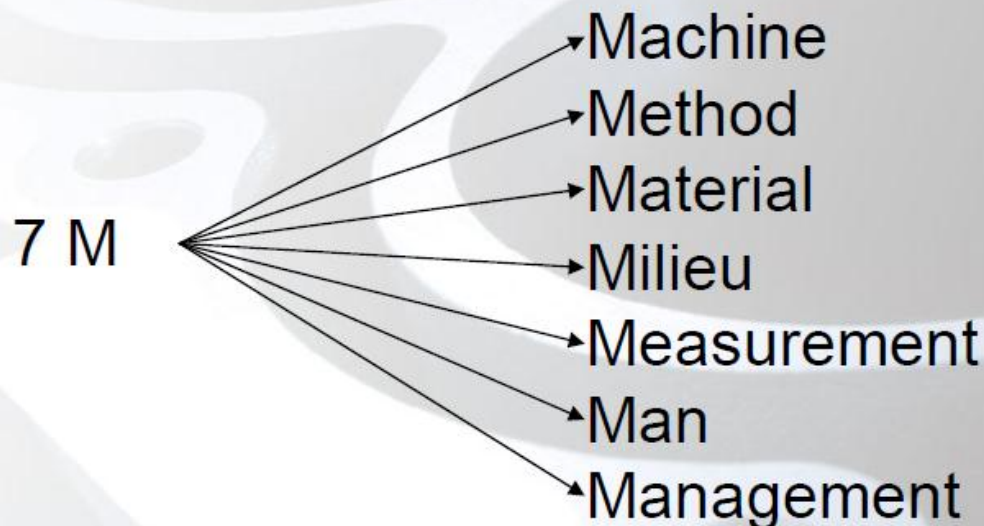 Machine
Method
Material
7 M
Milieu
Measurement
Man
Management